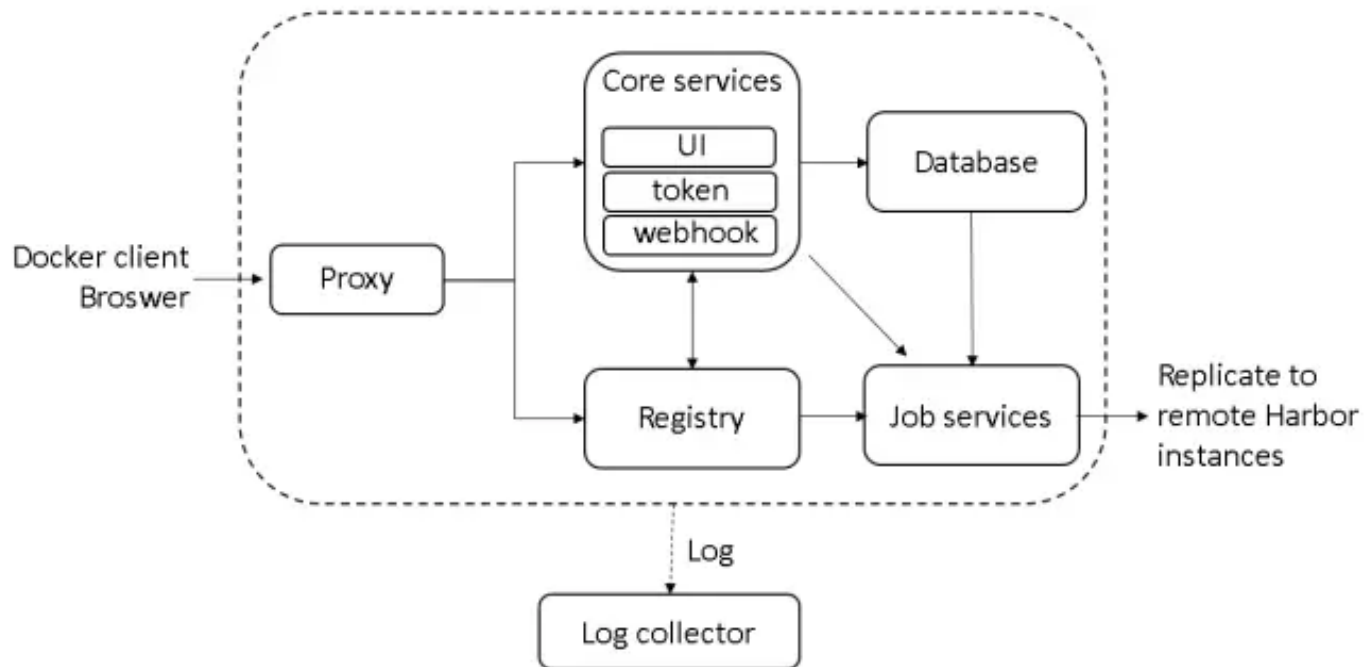 Core services
UI
token
webhook
Database
Docker client
Broswer
Proxy
Registry
Job services
Replicate to
remote Harbor
instances
Log
Log collector